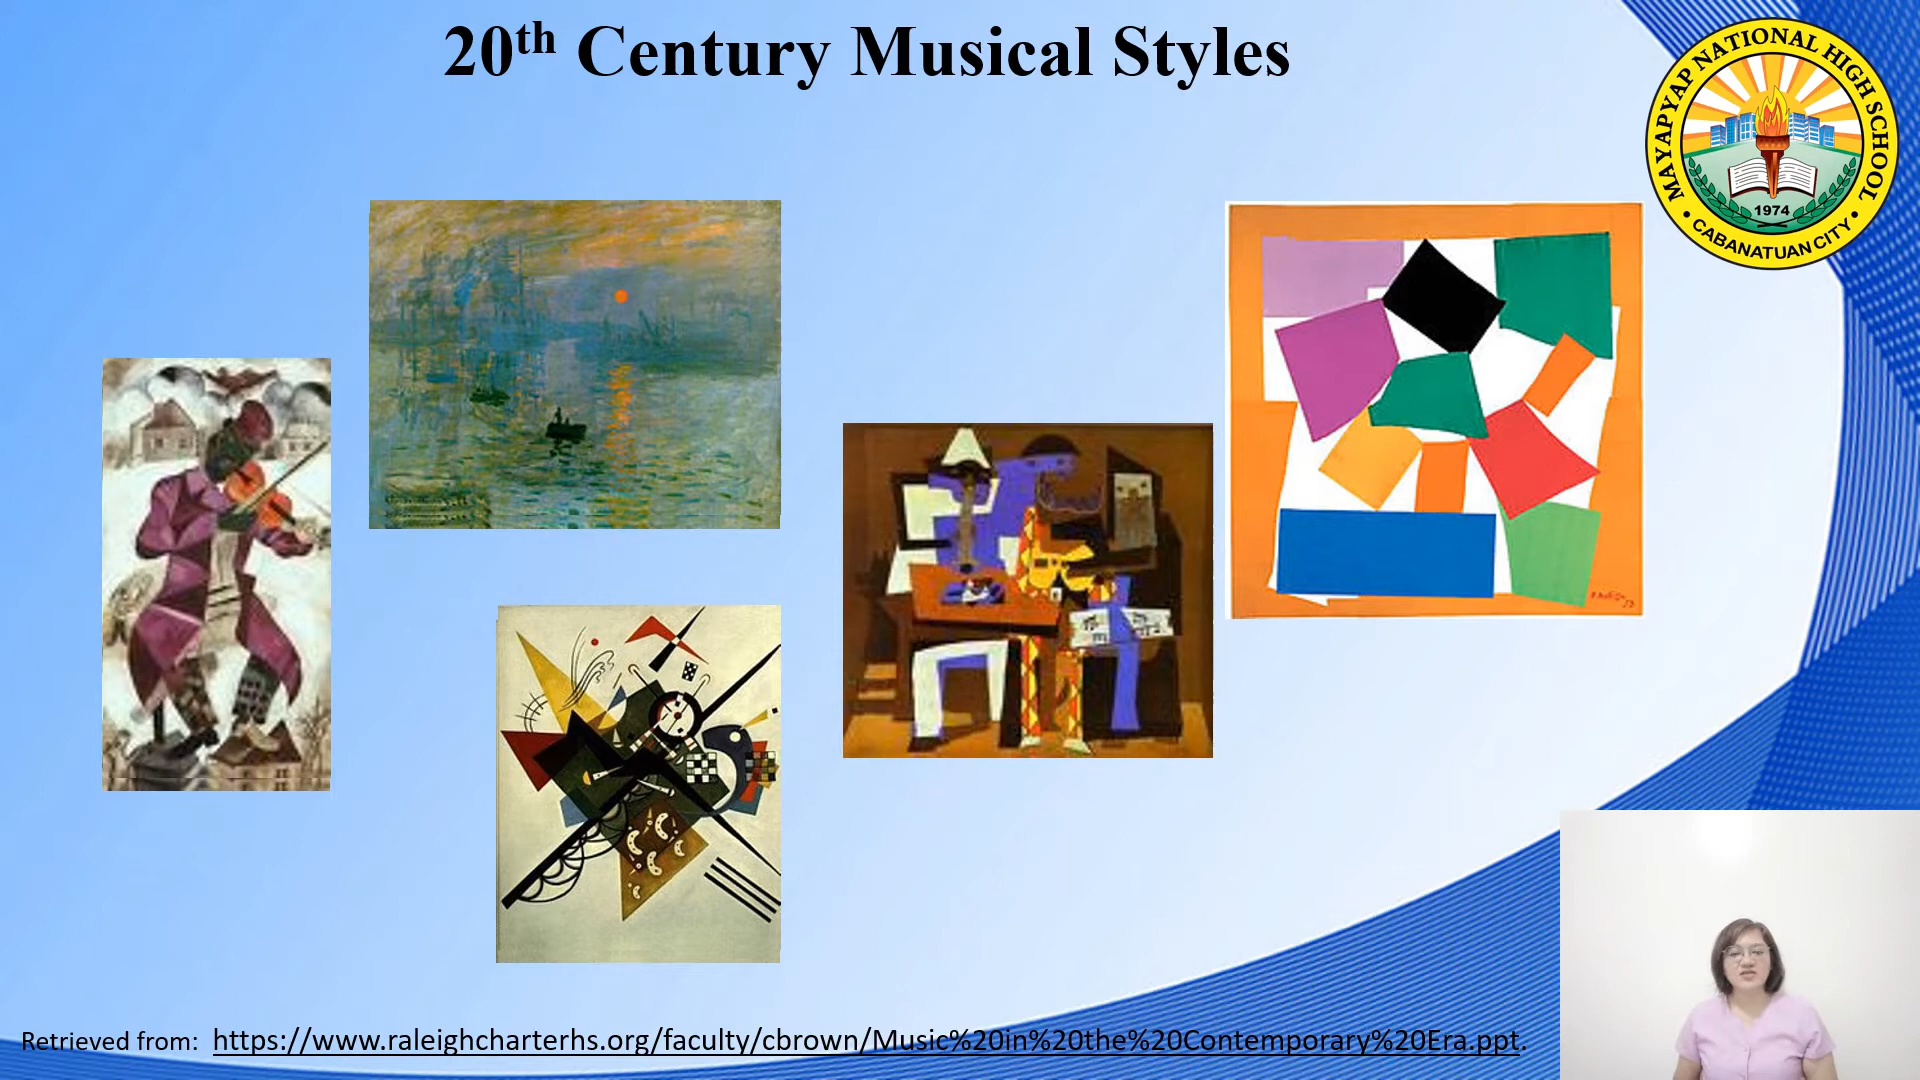 20th Century Musical Styles
MAYAPYAP NATIONAL HIGH SCHOOL
1974
• CABANATUAN CITY •
Retrieved from: https://www.raleighcharterhs.org/faculty/cbrown/Music%20in%20the%20Contemporary%20Era.ppt.